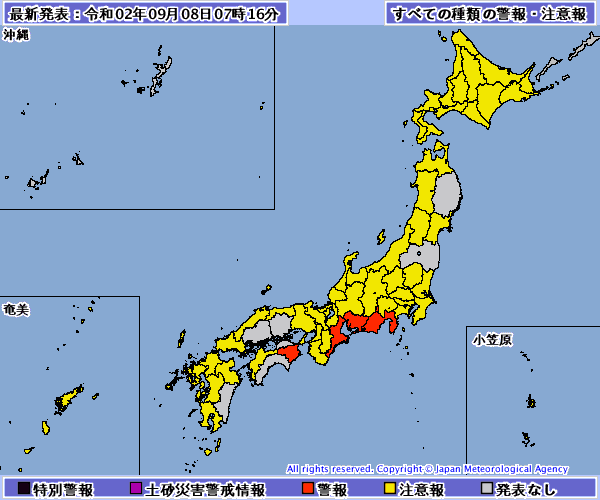 最新発表：令和02年09月08日07時16分
すべての種類の警報・注意報
沖縄
奄美
小笠原
All rights reserved. Copyright © Japan Meteorological Agency
特別警報 土砂災害警戒情報 警報 注意報 発表なし